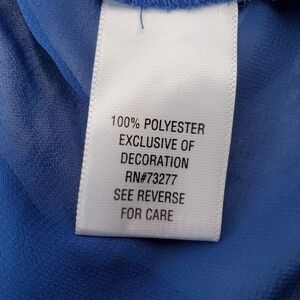 100% POLYESTER
EXCLUSIVE OF
DECORATION
RN#73277
SEE REVERSE
FOR CARE